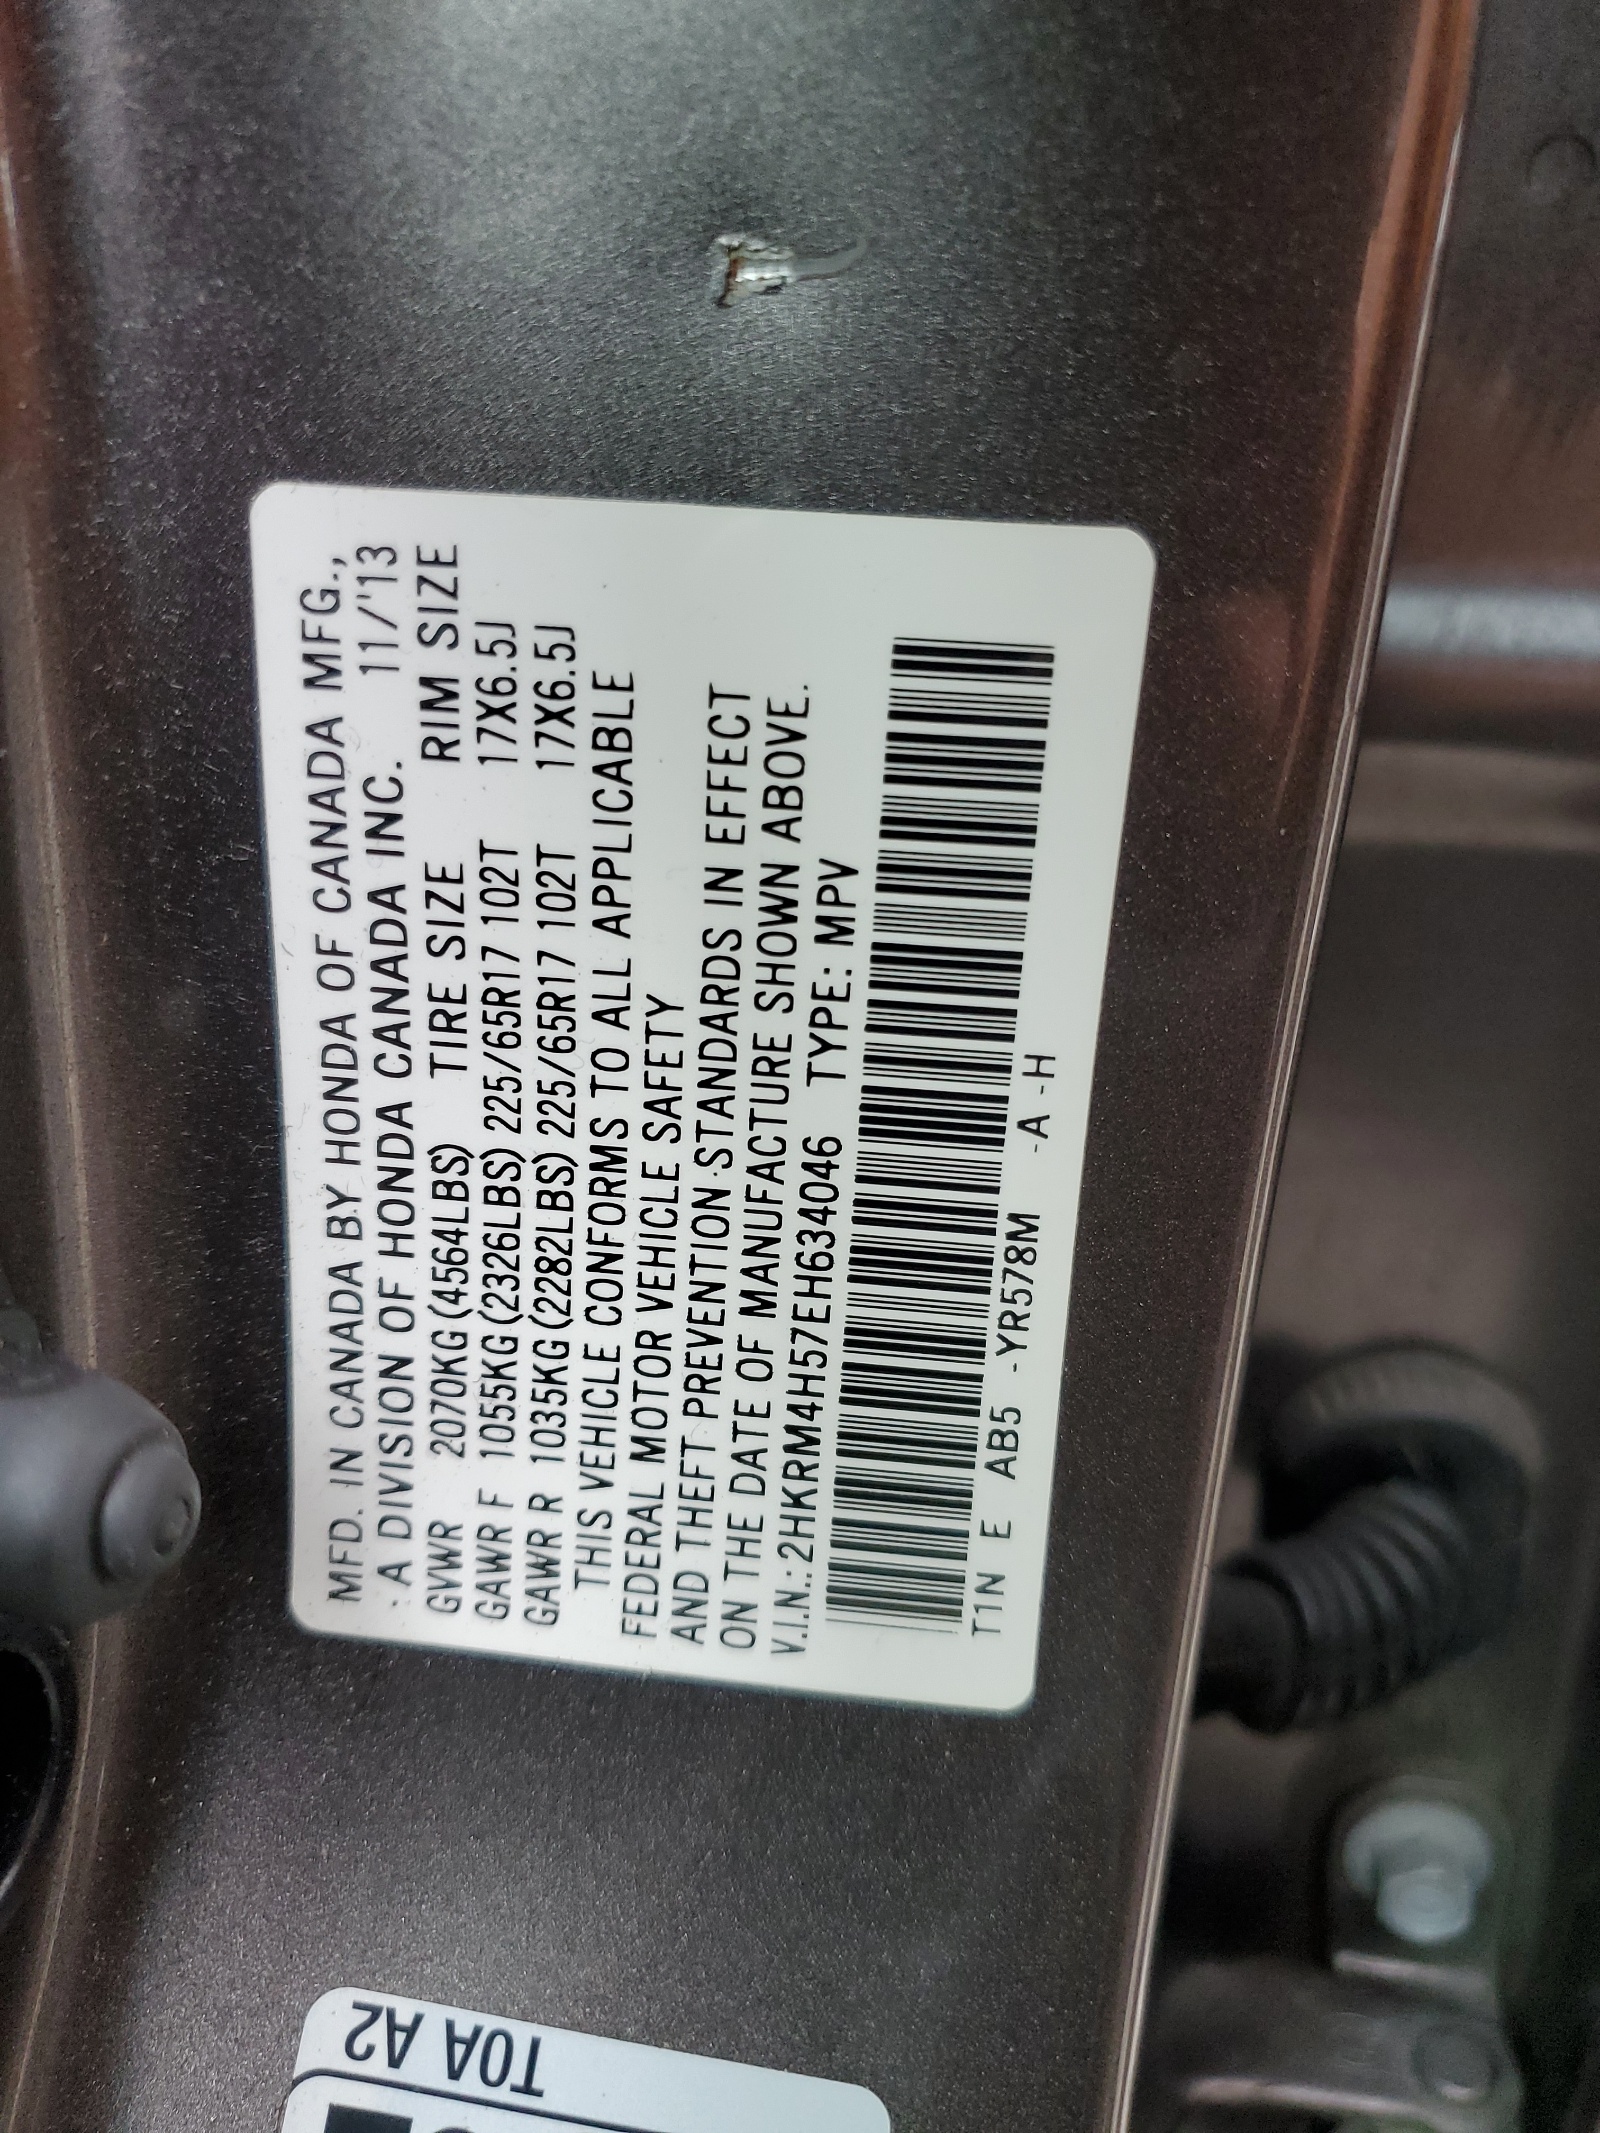 MFD. IN CANADA BY HONDA OF CANADA MFG.,
A DIVISION OF HONDA CANADA INC. 11/'13
GVWR 2070KG (4564LBS) TIRE SIZE RIM SIZE
GAWR F 1055KG (2326LBS) 225/65R17 102T 17X6.5J
GAWR R 1035KG (2282LBS) 225/65R17 102T 17X6.5J
THIS VEHICLE CONFORMS TO ALL APPLICABLE
FEDERAL MOTOR VEHICLE SAFETY
AND THEFT PREVENTION STANDARDS IN EFFECT
ON THE DATE OF MANUFACTURE SHOWN ABOVE.
V.I.N.: 2HKRM4H57EH634046 TYPE: MPV
T1N E AB5 -YR578M -A -H
T0A A2